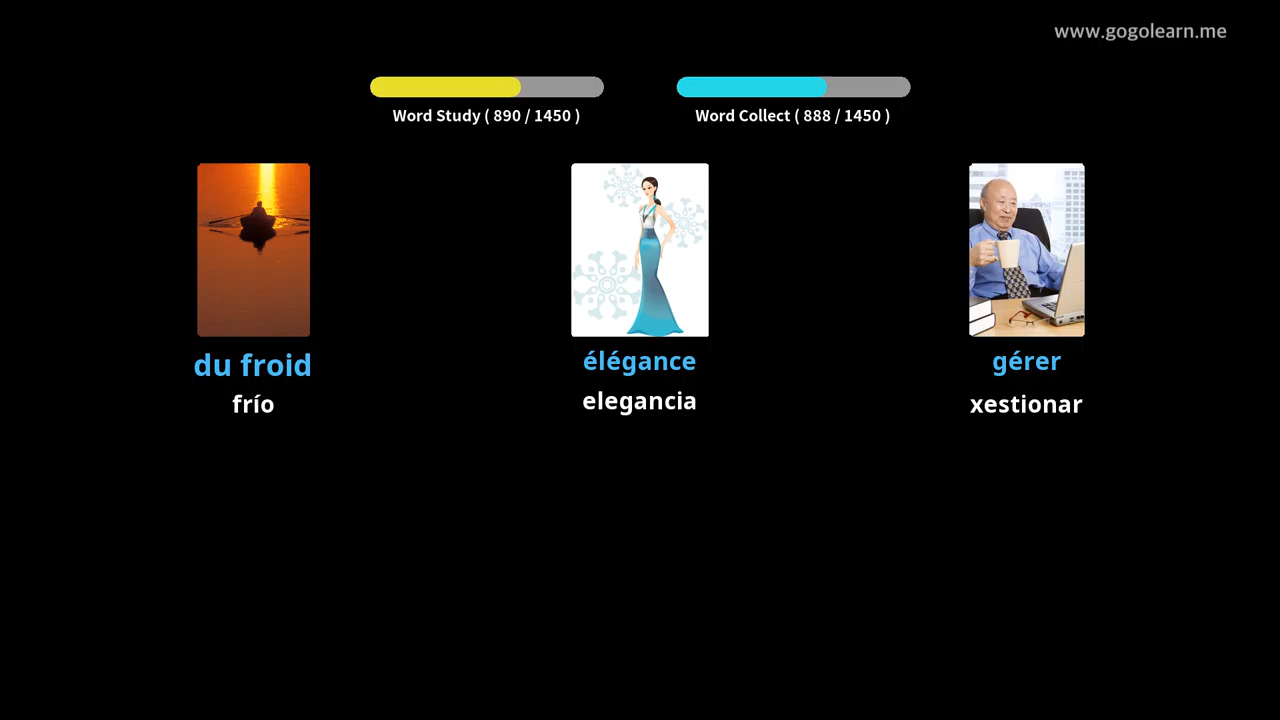 www.gogolearn.me
Word Study ( 890 / 1450 )
Word Collect ( 888 / 1450 )
du froid
frío
élégance
elegancia
gérer
xestionar